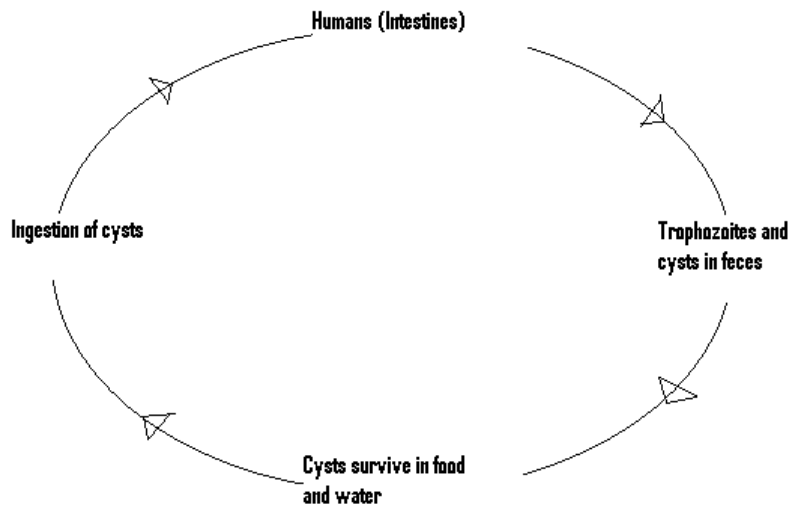 Humans (Intestines)
Ingestion of cysts
Trophozoites and
cysts in feces
Cysts survive in food
and water